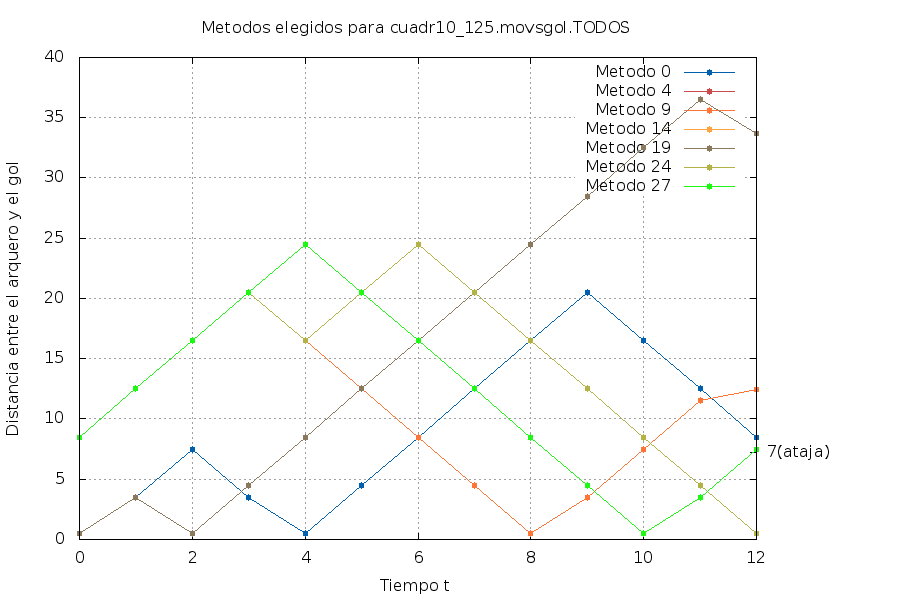 Metodos elegidos para cuadr10_125.movsgol.TODOS
40
35
30
25
20
15
10
5
0
Distancia entre el arquero y el gol
Metodo 0
Metodo 4
Metodo 9
Metodo 14
Metodo 19
Metodo 24
Metodo 27
7(ataja)
0 2 4 6 8 10 12
Tiempo t